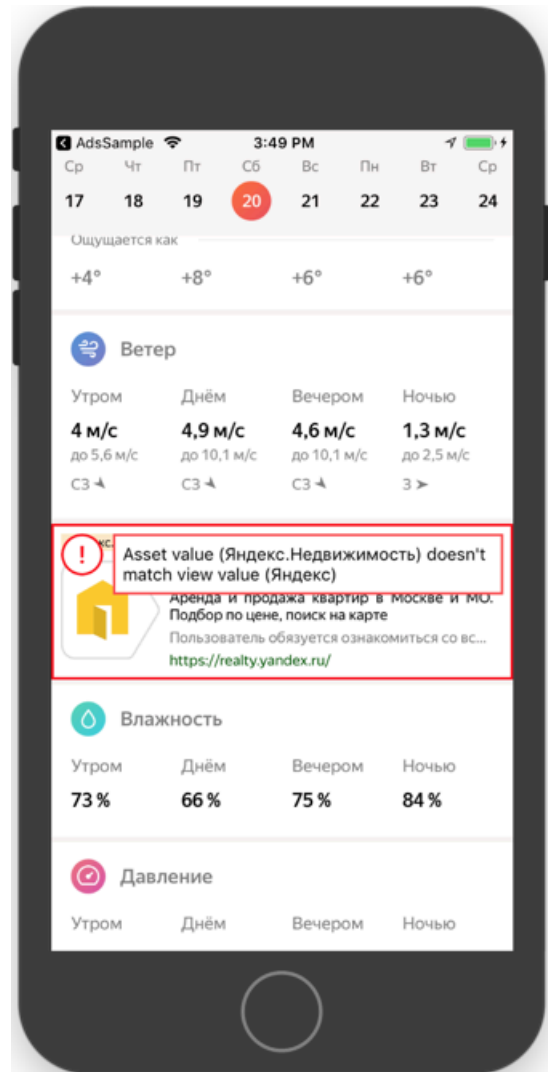 AdsSample 3:49 PM
Ср Чт Пт Сб Вс Пн Вт Ср
17 18 19 20 21 22 23 24
Ощущается как
+4° +8° +6° +6°
Ветер
Утром Днём Вечером Ночью
4 м/с 4,9 м/с 4,6 м/с 1,3 м/с
до 5,6 м/с до 10,1 м/с до 10,1 м/с до 2,5 м/с
СЗ СЗ СЗ З
!
Asset value (Яндекс.Недвижимость) doesn't
match view value (Яндекс)
Аренда и продажа квартир в Москве и МО.
Подбор по цене, поиск на карте
Пользователь обязуется ознакомиться со вс...
https://realty.yandex.ru/
Влажность
Утром Днём Вечером Ночью
73 % 66 % 75 % 84 %
Давление
Утром Днём Вечером Ночью